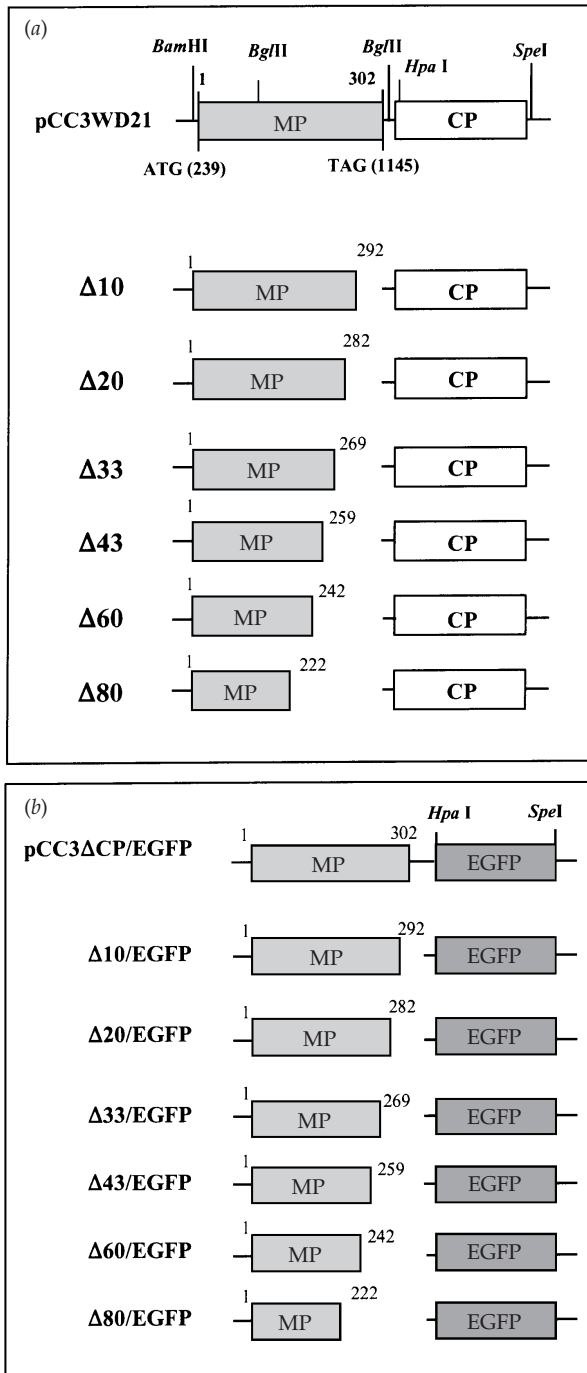 (a)
BamHI BglII BglII HpaI SpeI
1 302
pCC3WD21 MP CP
ATG (239) TAG (1145)
1 292
Δ10 MP CP
1 282
Δ20 MP CP
1 269
Δ33 MP CP
1 259
Δ43 MP CP
1 242
Δ60 MP CP
1 222
Δ80 MP CP
(b)
Hpa I SpeI
1 302
pCC3ΔCP/EGFP MP EGFP
1 292
Δ10/EGFP MP EGFP
1 282
Δ20/EGFP MP EGFP
1 269
Δ33/EGFP MP EGFP
1 259
Δ43/EGFP MP EGFP
1 242
Δ60/EGFP MP EGFP
1 222
Δ80/EGFP MP EGFP